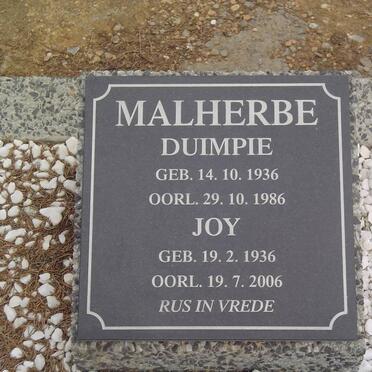 MALHERBE
DUIMPIE
GEB. 14. 10. 1936
OORL. 29. 10. 1986
JOY
GEB. 19. 2. 1936
OORL. 19. 7. 2006
RUS IN VREDE